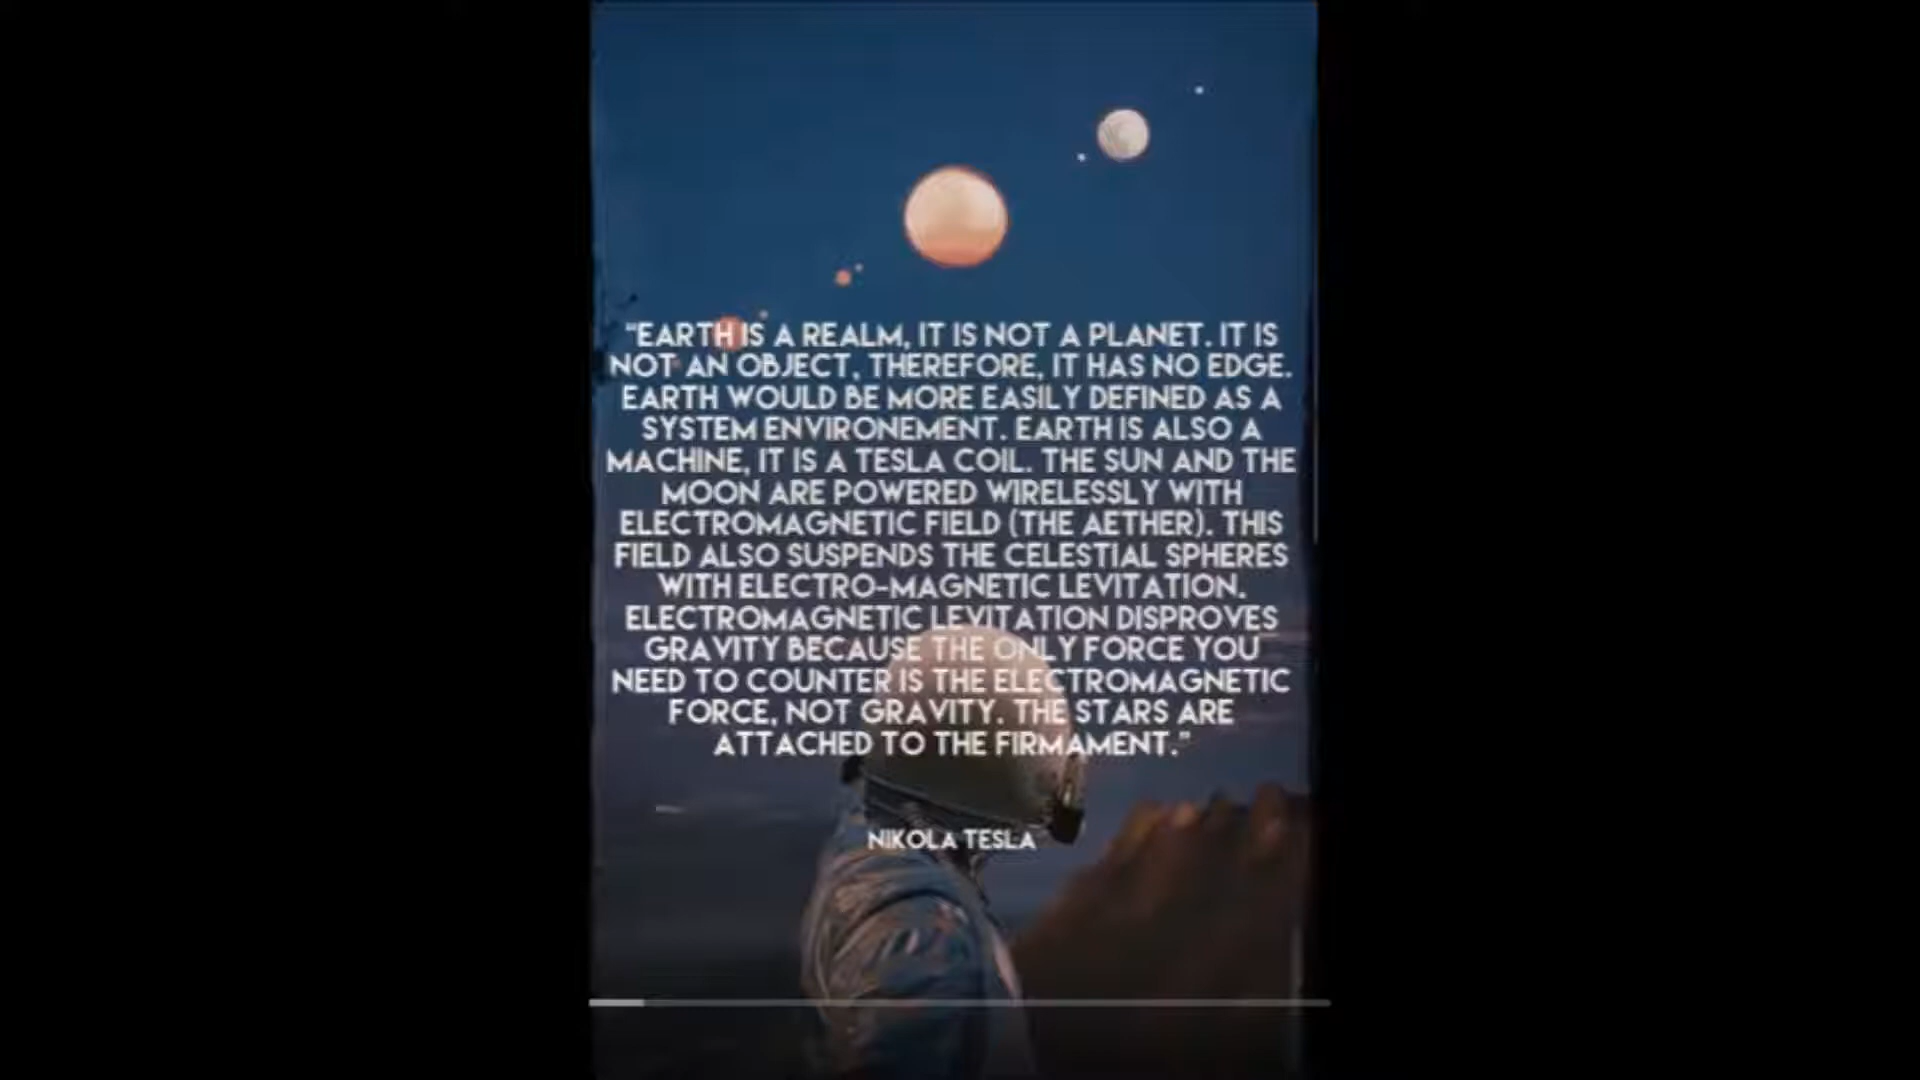 "EARTH IS A REALM, IT IS NOT A PLANET. IT IS
NOT AN OBJECT, THEREFORE, IT HAS NO EDGE.
EARTH WOULD BE MORE EASILY DEFINED AS A
SYSTEM ENVIRONEMENT. EARTH IS ALSO A
MACHINE, IT IS A TESLA COIL. THE SUN AND THE
MOON ARE POWERED WIRELESSLY WITH
ELECTROMAGNETIC FIELD (THE AETHER). THIS
FIELD ALSO SUSPENDS THE CELESTIAL SPHERES
WITH ELECTRO-MAGNETIC LEVITATION.
ELECTROMAGNETIC LEVITATION DISPROVES
GRAVITY BECAUSE THE ONLY FORCE YOU
NEED TO COUNTER IS THE ELECTROMAGNETIC
FORCE, NOT GRAVITY. THE STARS ARE
ATTACHED TO THE FIRMAMENT."
NIKOLA TESLA